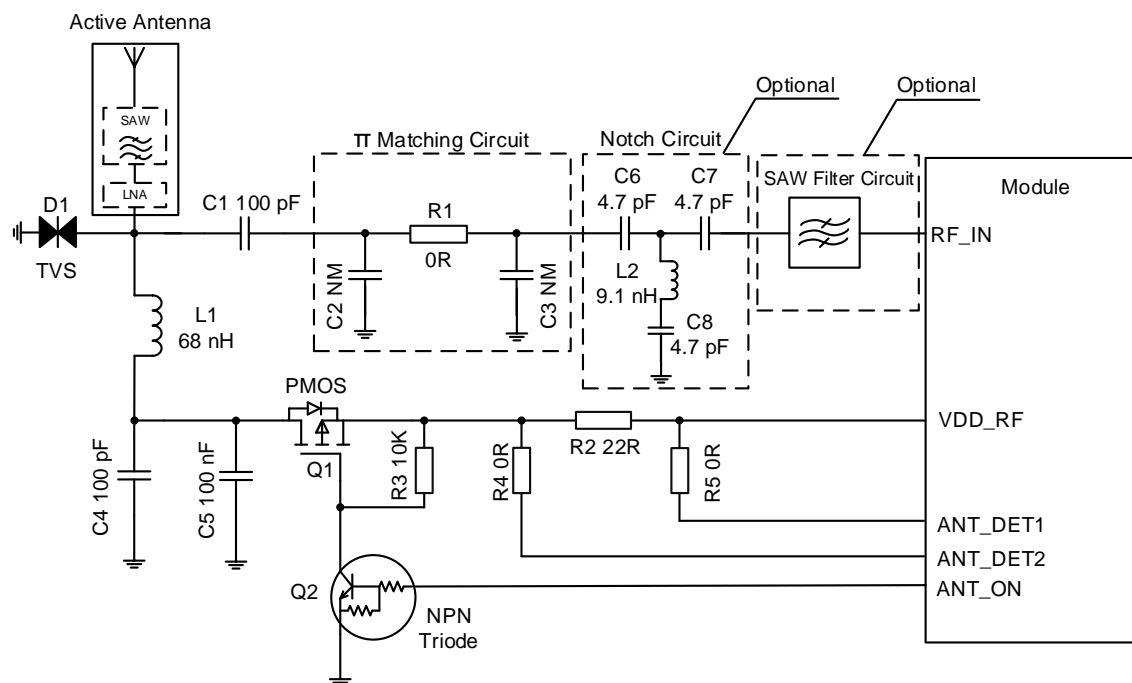 Active Antenna
SAW
LNA
D1
TVS
C1 100 pF
L1
68 nH
π Matching Circuit
R1
0R
C2 NM
C3 NM
Optional
Optional
Notch Circuit
C6
4.7 pF
C7
4.7 pF
L2
9.1 nH
C8
4.7 pF
SAW Filter Circuit
Module
RF_IN
PMOS
Q1
C4 100 pF
C5 100 nF
R3 10K
R4 0R
R2 22R
R5 0R
VDD_RF
ANT_DET1
ANT_DET2
ANT_ON
Q2
NPN
Triode